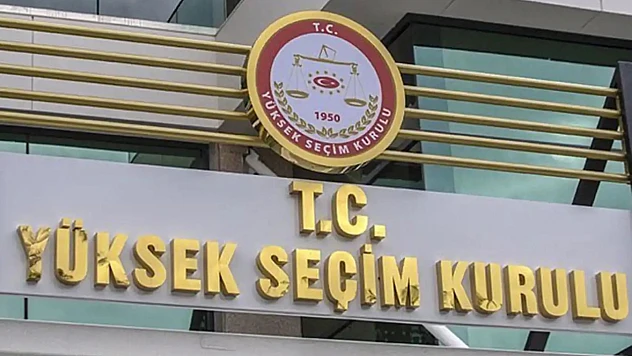 T.C.
1950
YÜKSEK SEÇİM KURULU
T.C.
YÜKSEK SEÇİM KURULU